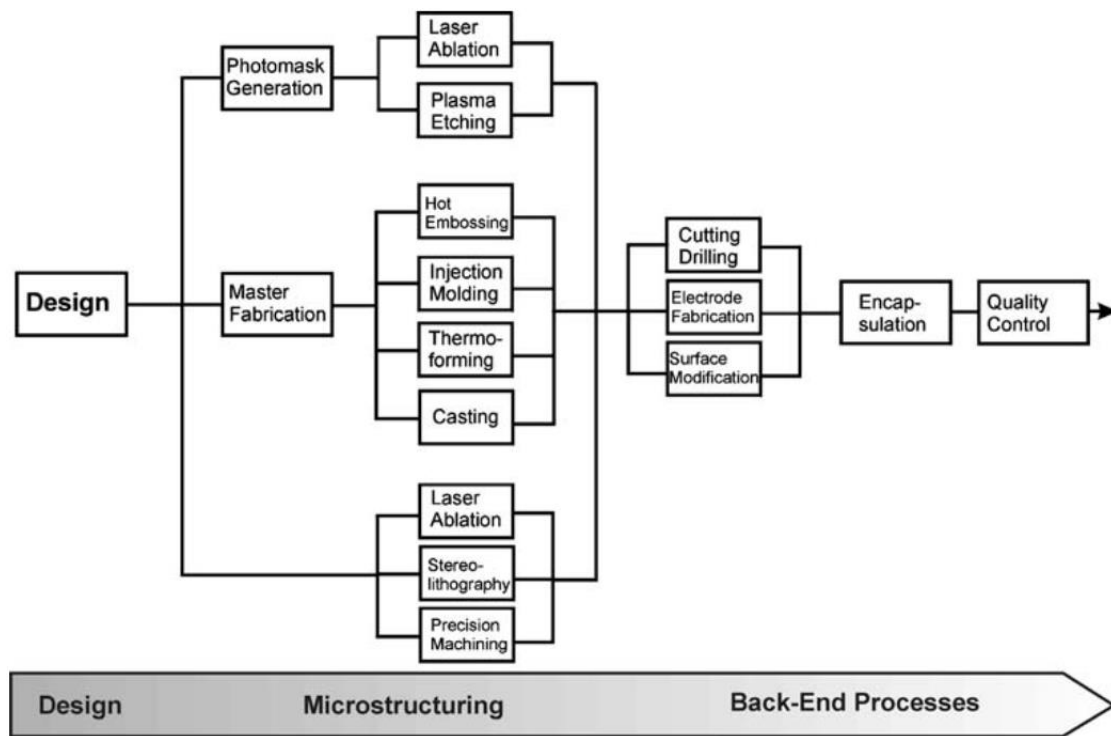 Laser
Ablation
Photomask
Generation
Plasma
Etching
Hot
Embossing
Cutting
Drilling
Injection
Molding
Design
Master
Fabrication
Electrode
Fabrication
Encap-
sulation
Quality
Control
Thermo-
forming
Surface
Modification
Casting
Laser
Ablation
Stereo-
lithography
Precision
Machining
Design
Microstructuring
Back-End Processes